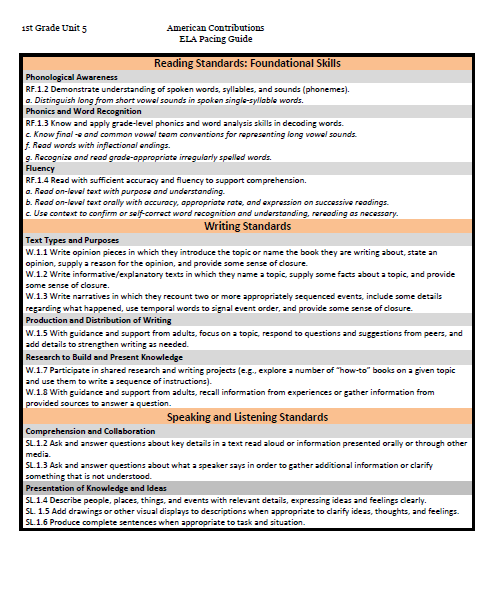 1st Grade Unit 5
American Contributions
ELA Pacing Guide
Reading Standards: Foundational Skills
Phonological Awareness
RF.1.2 Demonstrate understanding of spoken words, syllables, and sounds (phonemes).
a. Distinguish long from short vowel sounds in spoken single-syllable words.
Phonics and Word Recognition
RF.1.3 Know and apply grade-level phonics and word analysis skills in decoding words.
c. Know final -e and common vowel team conventions for representing long vowel sounds.
f. Read words with inflectional endings.
g. Recognize and read grade-appropriate irregularly spelled words.
Fluency
RF.1.4 Read with sufficient accuracy and fluency to support comprehension.
a. Read on-level text with purpose and understanding.
b. Read on-level text orally with accuracy, appropriate rate, and expression on successive readings.
c. Use context to confirm or self-correct word recognition and understanding, rereading as necessary.
Writing Standards
Text Types and Purposes
W.1.1 Write opinion pieces in which they introduce the topic or name the book they are writing about, state an
opinion, supply a reason for the opinion, and provide some sense of closure.
W.1.2 Write informative/explanatory texts in which they name a topic, supply some facts about a topic, and provide
some sense of closure.
W.1.3 Write narratives in which they recount two or more appropriately sequenced events, include some details
regarding what happened, use temporal words to signal event order, and provide some sense of closure.
Production and Distribution of Writing
W.1.5 With guidance and support from adults, focus on a topic, respond to questions and suggestions from peers, and
add details to strengthen writing as needed.
Research to Build and Present Knowledge
W.1.7 Participate in shared research and writing projects (e.g., explore a number of “how-to” books on a given topic
and use them to write a sequence of instructions).
W.1.8 With guidance and support from adults, recall information from experiences or gather information from
provided sources to answer a question.
Speaking and Listening Standards
Comprehension and Collaboration
SL.1.2 Ask and answer questions about key details in a text read aloud or information presented orally or through other
media.
SL.1.3 Ask and answer questions about what a speaker says in order to gather additional information or clarify
something that is not understood.
Presentation of Knowledge and Ideas
SL.1.4 Describe people, places, things, and events with relevant details, expressing ideas and feelings clearly.
SL. 1.5 Add drawings or other visual displays to descriptions when appropriate to clarify ideas, thoughts, and feelings.
SL.1.6 Produce complete sentences when appropriate to task and situation.